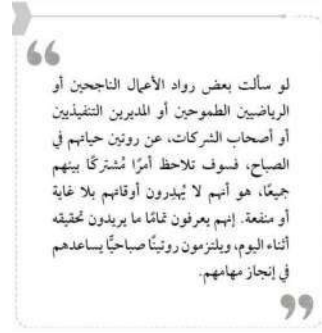 لو سألت بعض رواد الأعمال الناجحين أو
الرياضيين الطموحين أو المديرين التنفيذيين
أو أصحاب الشركات، عن روتين حياتهم في
الصباح، فسوف تلاحظ أمرًا مُشتركًا بينهم
جميعًا، هو أنهم لا يُهدِرون أوقاتهم بلا غاية
أو منفعة. إنهم يعرفون تمامًا ما يريدون تحقيقه
أثناء اليوم، ويلتزمون روتينًا صباحيًّا يساعدهم
في إنجاز مهامهم.